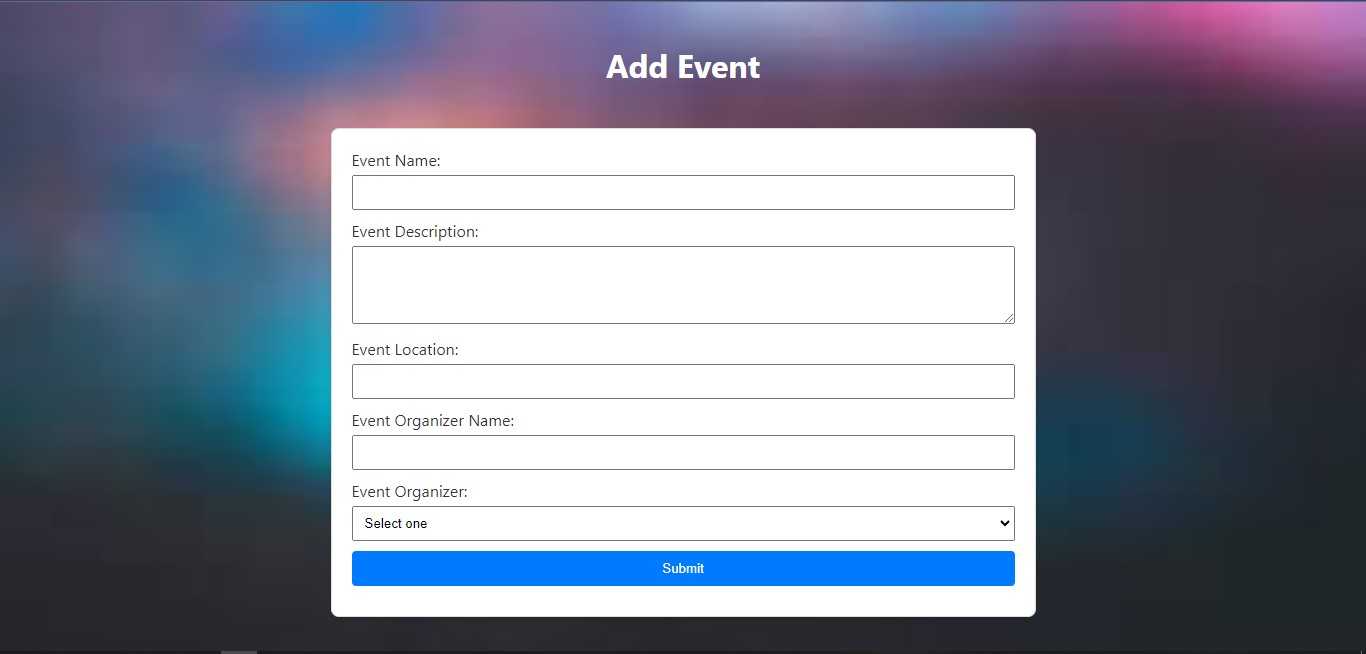 Add Event
Event Name:
Event Description:
Event Location:
Event Organizer Name:
Event Organizer:
Select one
Submit